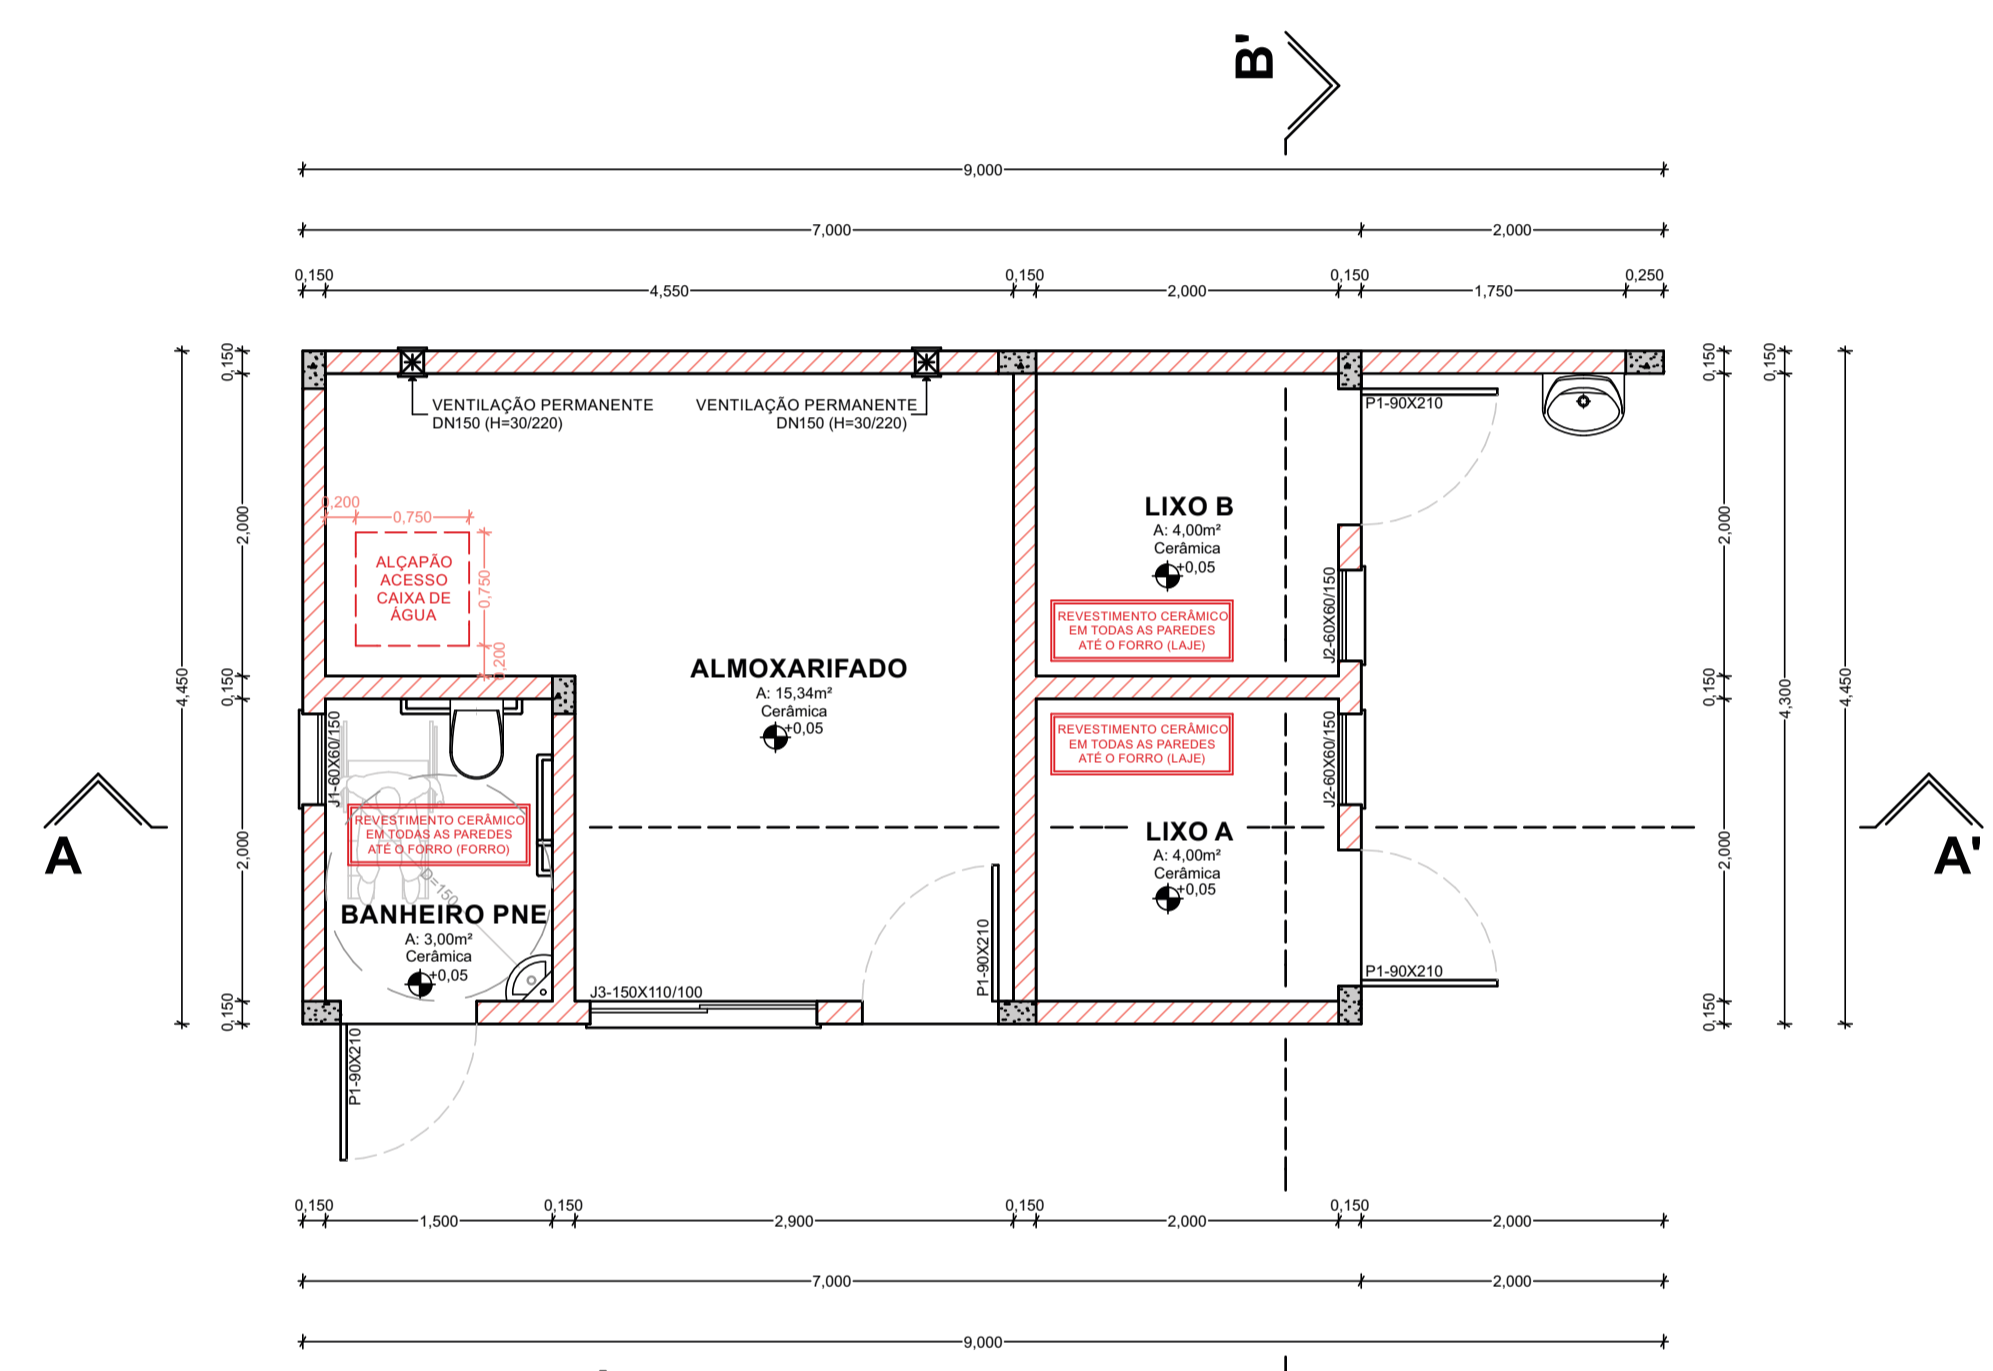 B'
9,000
7,000
2,000
0,150
0,150
0,150
0,250
4,550
2,000
1,750
0,150
0,150
0,150
VENTILAÇÃO PERMANENTE
DN150 (H=30/220)
VENTILAÇÃO PERMANENTE
DN150 (H=30/220)
P1-90X210
0,200
0,750
ALÇAPÃO
ACESSO
CAIXA DE
ÁGUA
0,750
0,200
2,000
LIXO B
A: 4,00m²
Cerâmica
+0,05
REVESTIMENTO CERÂMICO
EM TODAS AS PAREDES
ATÉ O FORRO (LAJE)
J2-60X60/150
2,000
4,450
0,150
ALMOXARIFADO
A: 15,34m²
Cerâmica
+0,05
0,150
4,300
4,450
J1-60X60/150
REVESTIMENTO CERÂMICO
EM TODAS AS PAREDES
ATÉ O FORRO (LAJE)
J2-60X60/150
A
2,000
REVESTIMENTO CERÂMICO
EM TODAS AS PAREDES
ATÉ O FORRO (FORRO)
D=150
BANHEIRO PNE
A: 3,00m²
Cerâmica
+0,05
LIXO A
A: 4,00m²
Cerâmica
+0,05
2,000
A'
P1-90X210
P1-90X210
J3-150X110/100
0,150
0,150
P1-90X210
0,150
0,150
0,150
0,150
1,500
2,900
2,000
2,000
7,000
2,000
9,000